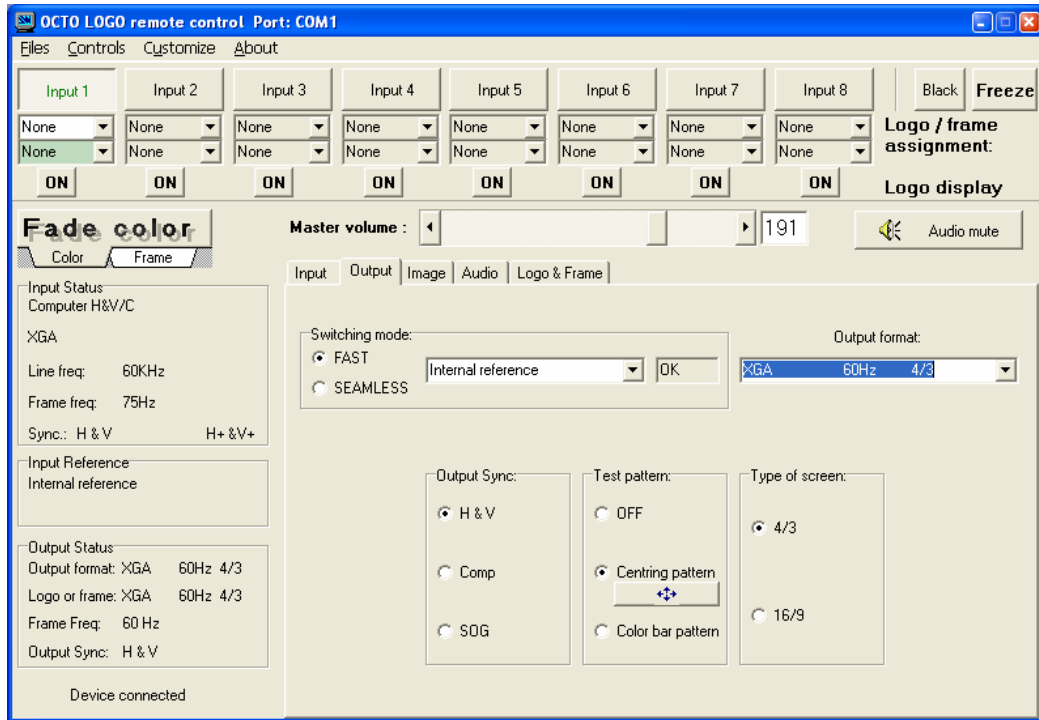 OCTO LOGO remote control Port: COM1
Files Controls Customize About
Input 1 Input 2 Input 3 Input 4 Input 5 Input 6 Input 7 Input 8 Black Freeze
None None None None None None None None Logo / frame
None None None None None None None None assignment:
ON ON ON ON ON ON ON ON Logo display
Fade color
Color Frame
Master volume : 191 Audio mute
Input Output Image Audio Logo & Frame
Input Status
Computer H&V/C
XGA
Line freq: 60KHz
Frame freq: 75Hz
Sync.: H & V H+ &V+
Input Reference
Internal reference
Output Status
Output format: XGA 60Hz 4/3
Logo or frame: XGA 60Hz 4/3
Frame Freq: 60 Hz
Output Sync: H & V
Device connected
Switching mode:
FAST
SEAMLESS
Internal reference OK
Output format:
XGA 60Hz 4/3
Output Sync:
H & V
Comp
SOG
Test pattern:
OFF
Centring pattern
Color bar pattern
Type of screen:
4/3
16/9